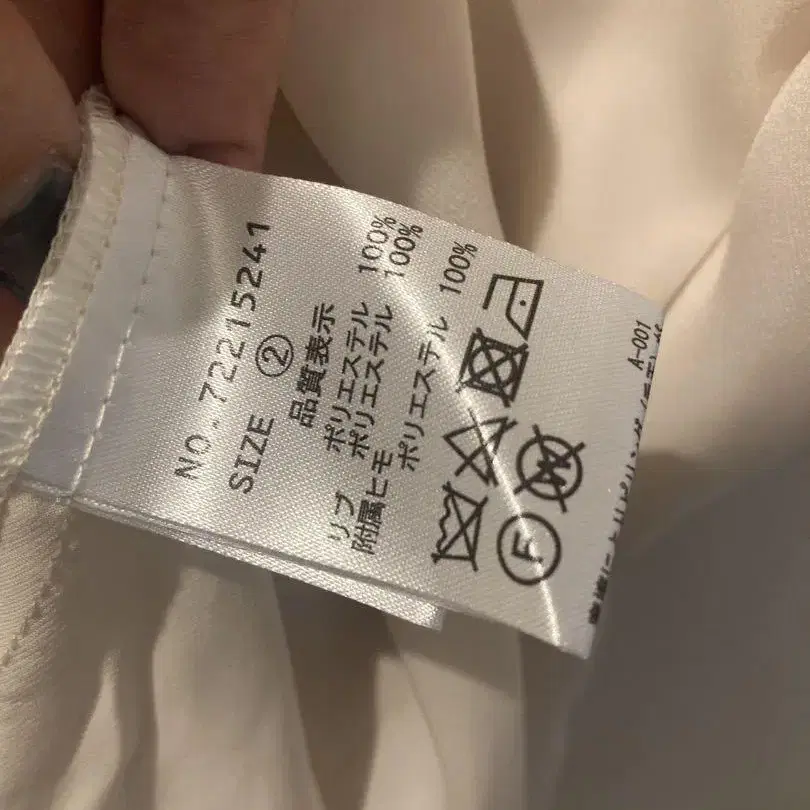 NO. 72215241
SIZE ②
品質表示
ポリエステル 100%
リブ ポリエステル 100%
附属ヒモ
ポリエステル 100%
W
F
A-001